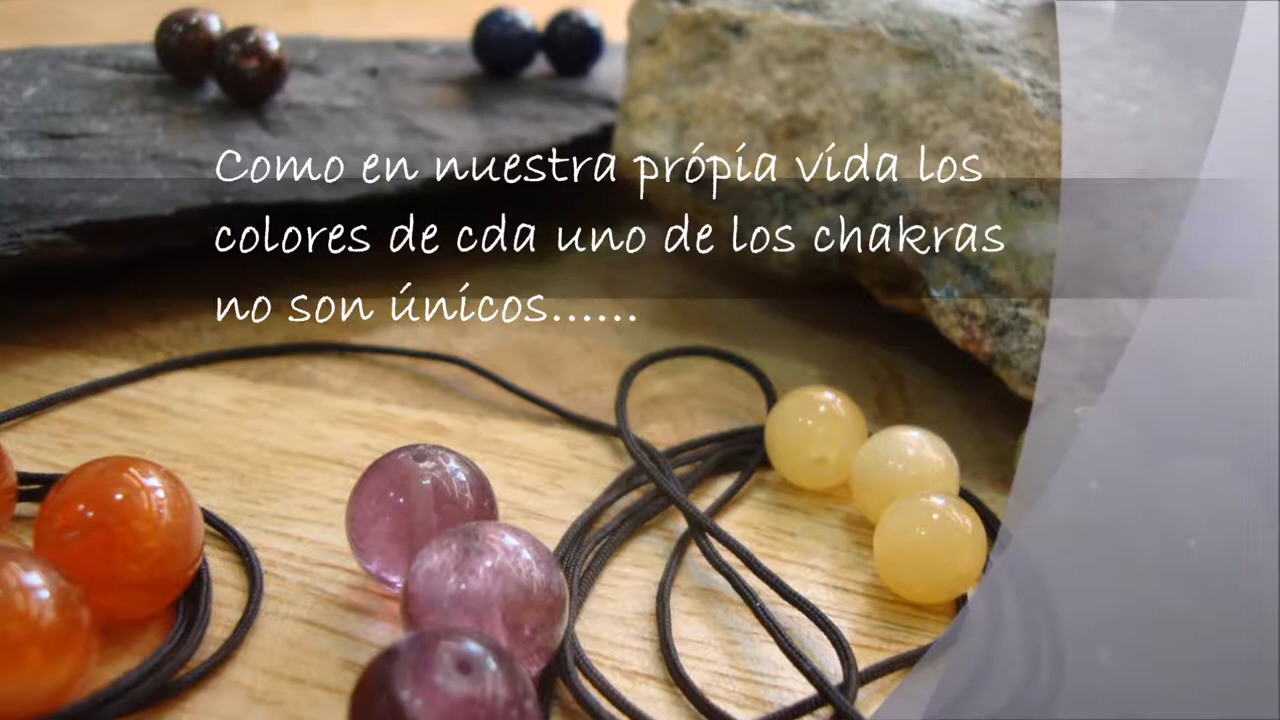 Como en nuestra própia vida los
colores de cda uno de los chakras
no son únicos......